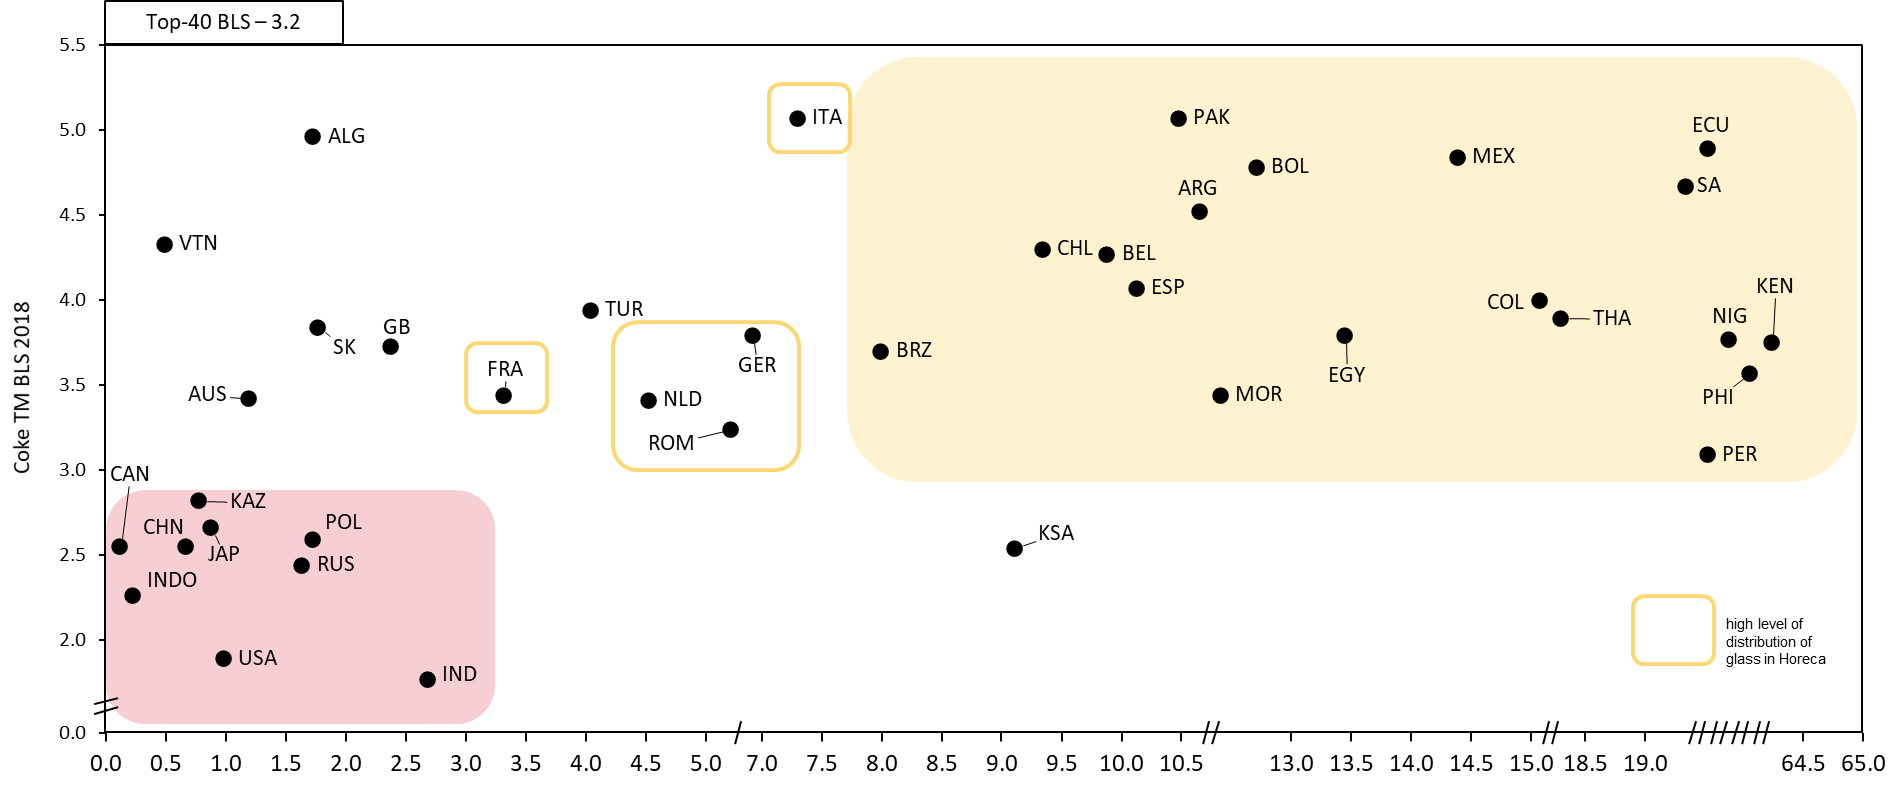 Top-40 BLS – 3.2
5.5
ITA
PAK
ECU
5.0
ALG
MEX
BOL
SA
ARG
4.5
VTN
CHL
BEL
ESP
KEN
4.0
TUR
COL
THA
NIG
SK
GB
GER
BRZ
EGY
FRA
3.5
AUS
NLD
MOR
PHI
ROM
PER
3.0
CAN
KAZ
CHN
JAP
POL
KSA
2.5
RUS
INDO
2.0
USA
IND
high level of
distribution of
glass in Horeca
0.0
Coke TM BLS 2018
0.0 0.5 1.0 1.5 2.0 2.5 3.0 3.5 4.0 4.5 5.0 7.0 7.5 8.0 8.5 9.0 9.5 10.0 10.5 13.0 13.5 14.0 14.5 15.0 18.5 19.0 64.5 65.0